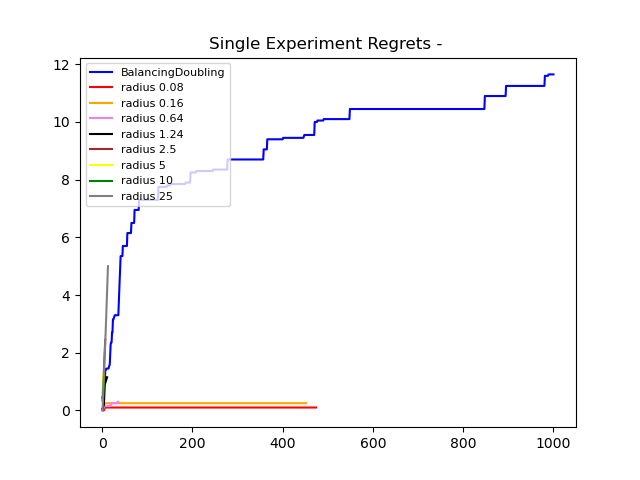 Single Experiment Regrets -
BalancingDoubling
radius 0.08
radius 0.16
radius 0.64
radius 1.24
radius 2.5
radius 5
radius 10
radius 25
12
10
8
6
4
2
0
0 200 400 600 800 1000